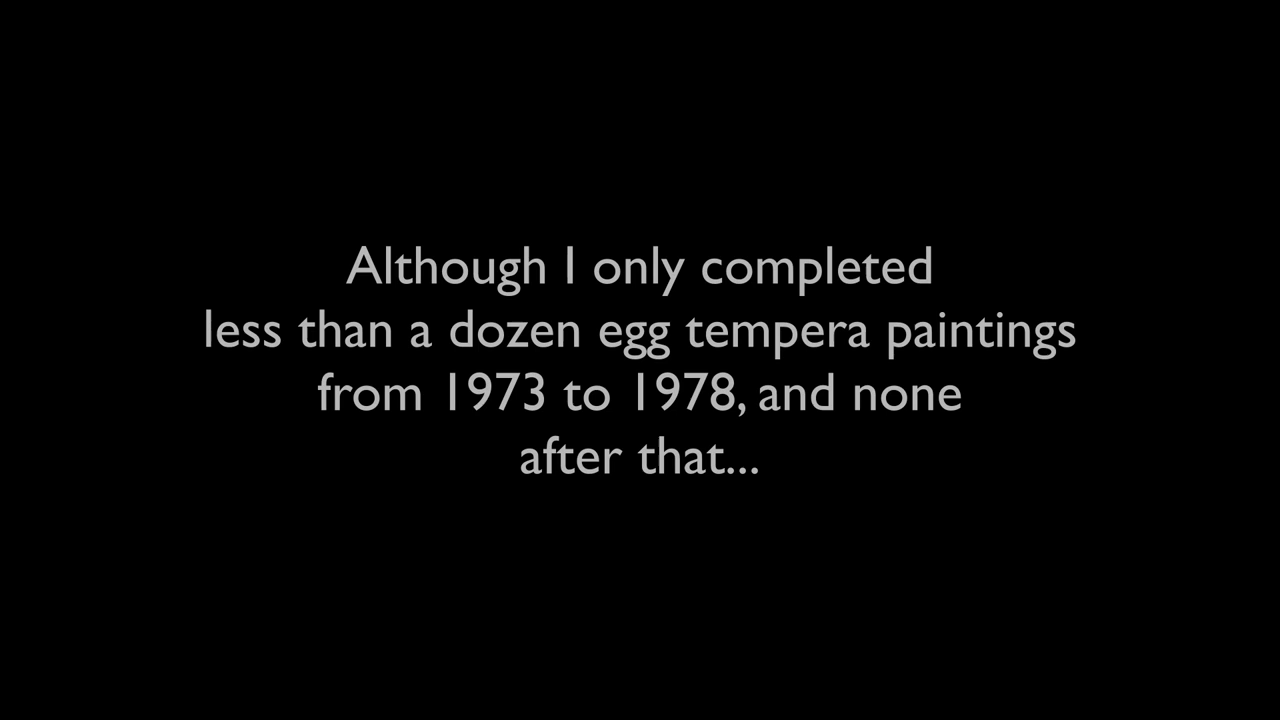 Although I only completed
less than a dozen egg tempera paintings
from 1973 to 1978, and none
after that...